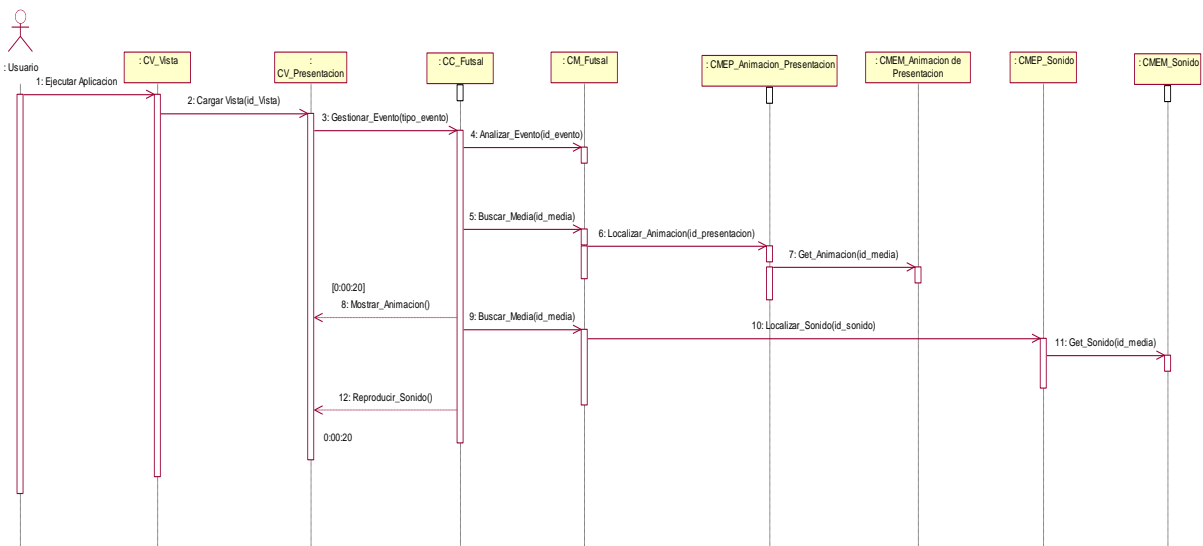 : Usuario
: CV_Vista
:
CV_Presentacion
: CC_Futsal
: CM_Futsal
: CMEP_Animacion_Presentacion
: CMEM_Animacion de
Presentacion
: CMEP_Sonido
: CMEM_Sonido
1: Ejecutar Aplicacion
2: Cargar Vista(id_Vista)
3: Gestionar_Evento(tipo_evento)
4: Analizar_Evento(id_evento)
5: Buscar_Media(id_media)
6: Localizar_Animacion(id_presentacion)
7: Get_Animacion(id_media)
[0:00:20]
8: Mostrar_Animacion()
9: Buscar_Media(id_media)
10: Localizar_Sonido(id_sonido)
11: Get_Sonido(id_media)
12: Reproducir_Sonido()
0:00:20